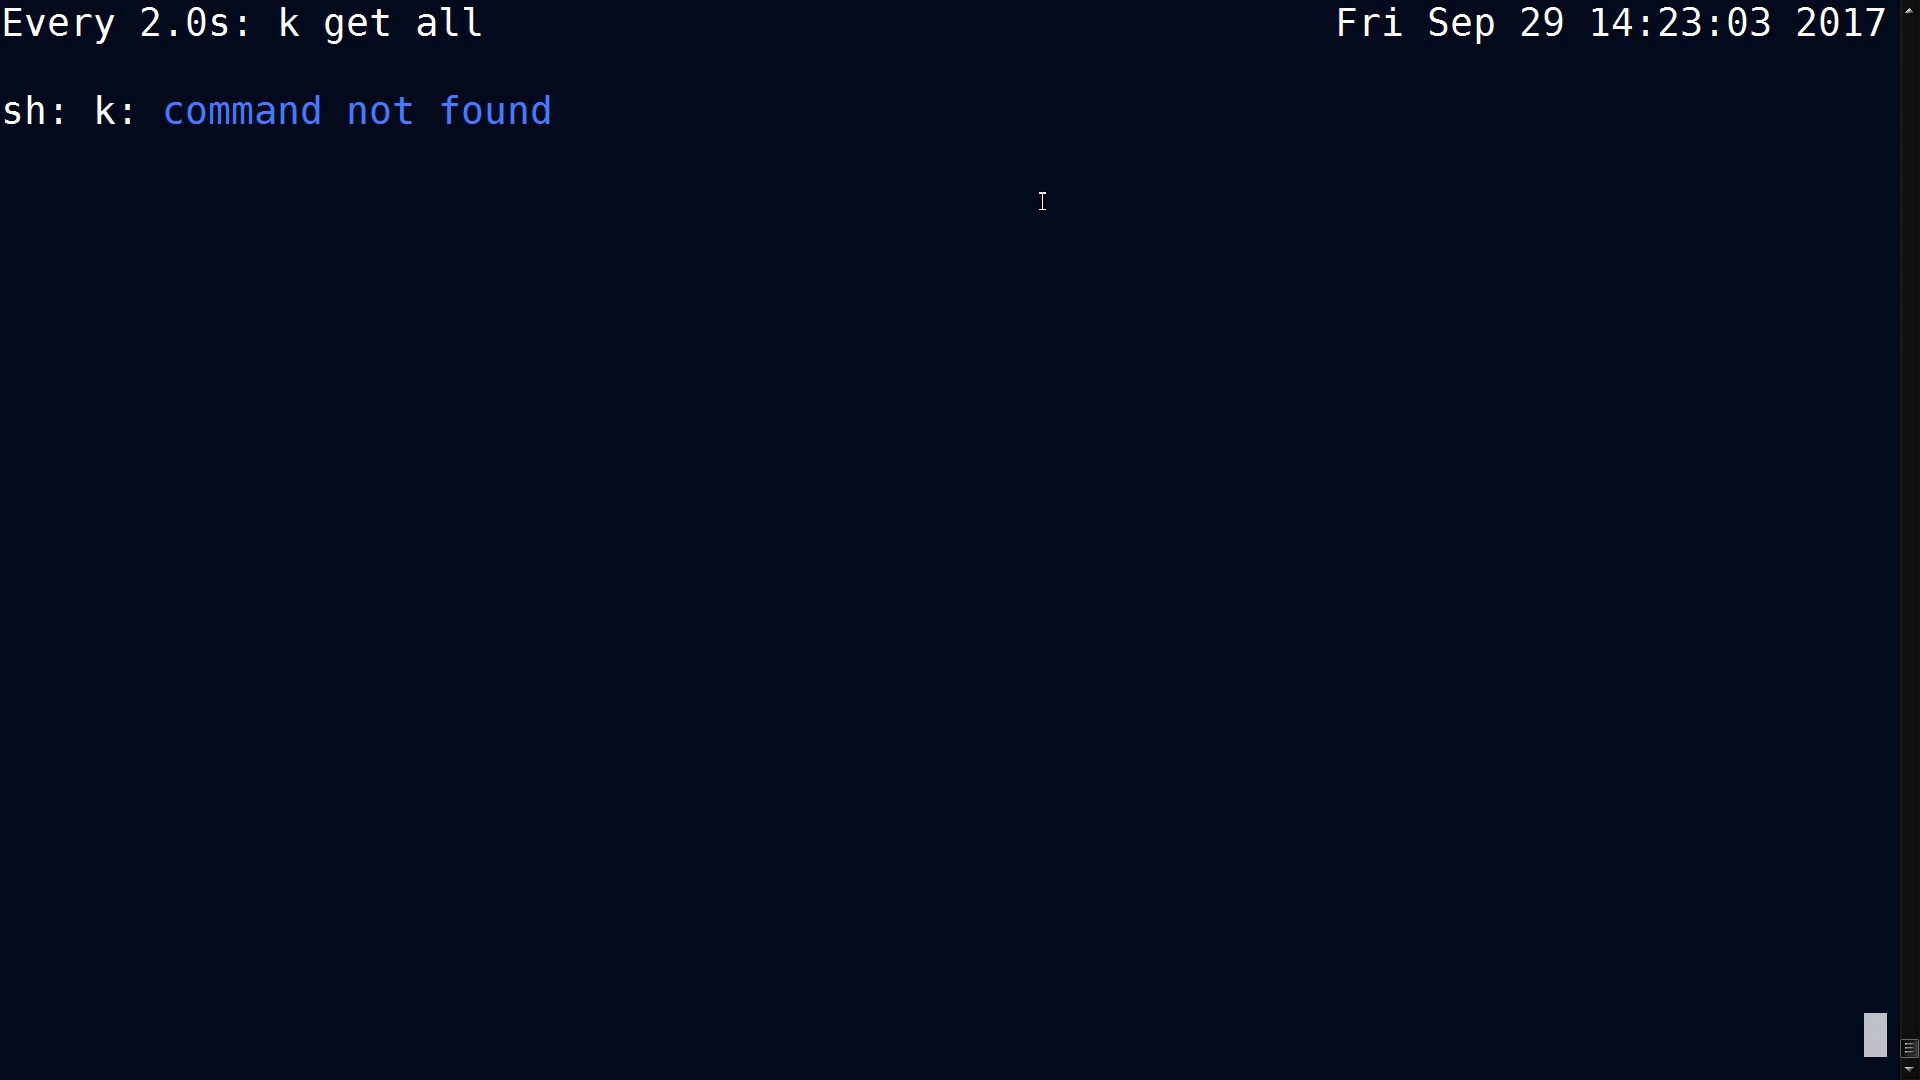 Every 2.0s: k get all Fri Sep 29 14:23:03 2017
sh: k: command not found